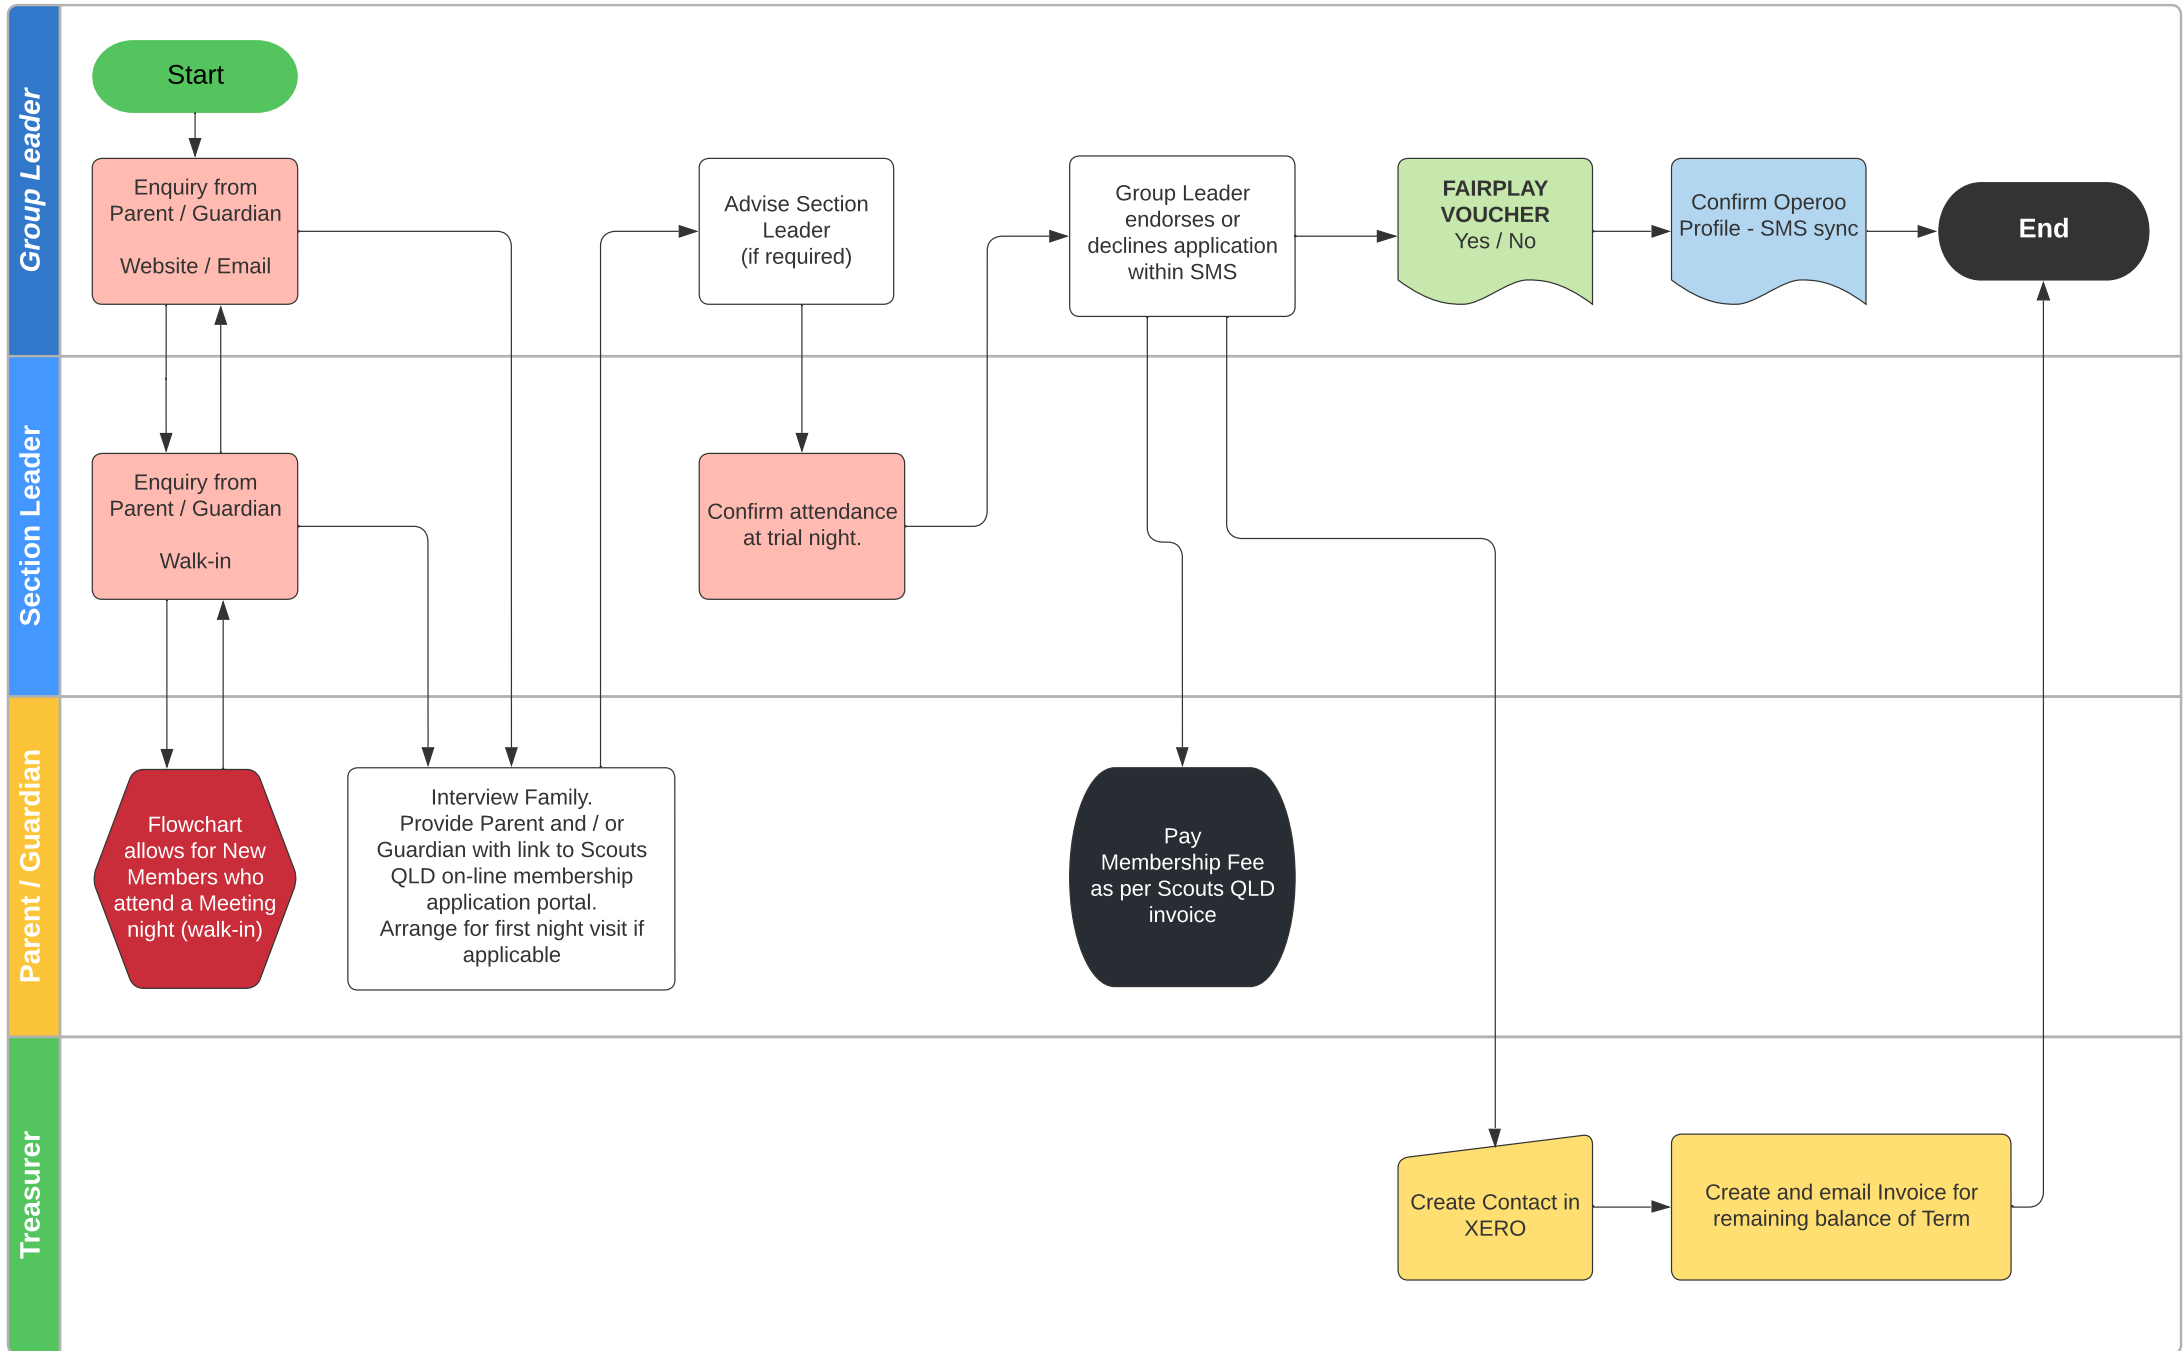 Group Leader
Start
Enquiry from
Parent / Guardian
Website / Email
Advise Section
Leader
(if required)
Group Leader
endorses or
declines application
within SMS
FAIRPLAY
VOUCHER
Yes / No
Confirm Operoo
Profile - SMS sync
End
Section Leader
Enquiry from
Parent / Guardian
Walk-in
Confirm attendance
at trial night.
Parent / Guardian
Flowchart
allows for New
Members who
attend a Meeting
night (walk-in)
Interview Family.
Provide Parent and / or
Guardian with link to Scouts
QLD on-line membership
application portal.
Arrange for first night visit if
applicable
Pay
Membership Fee
as per Scouts QLD
invoice
Treasurer
Create Contact in
XERO
Create and email Invoice for
remaining balance of Term